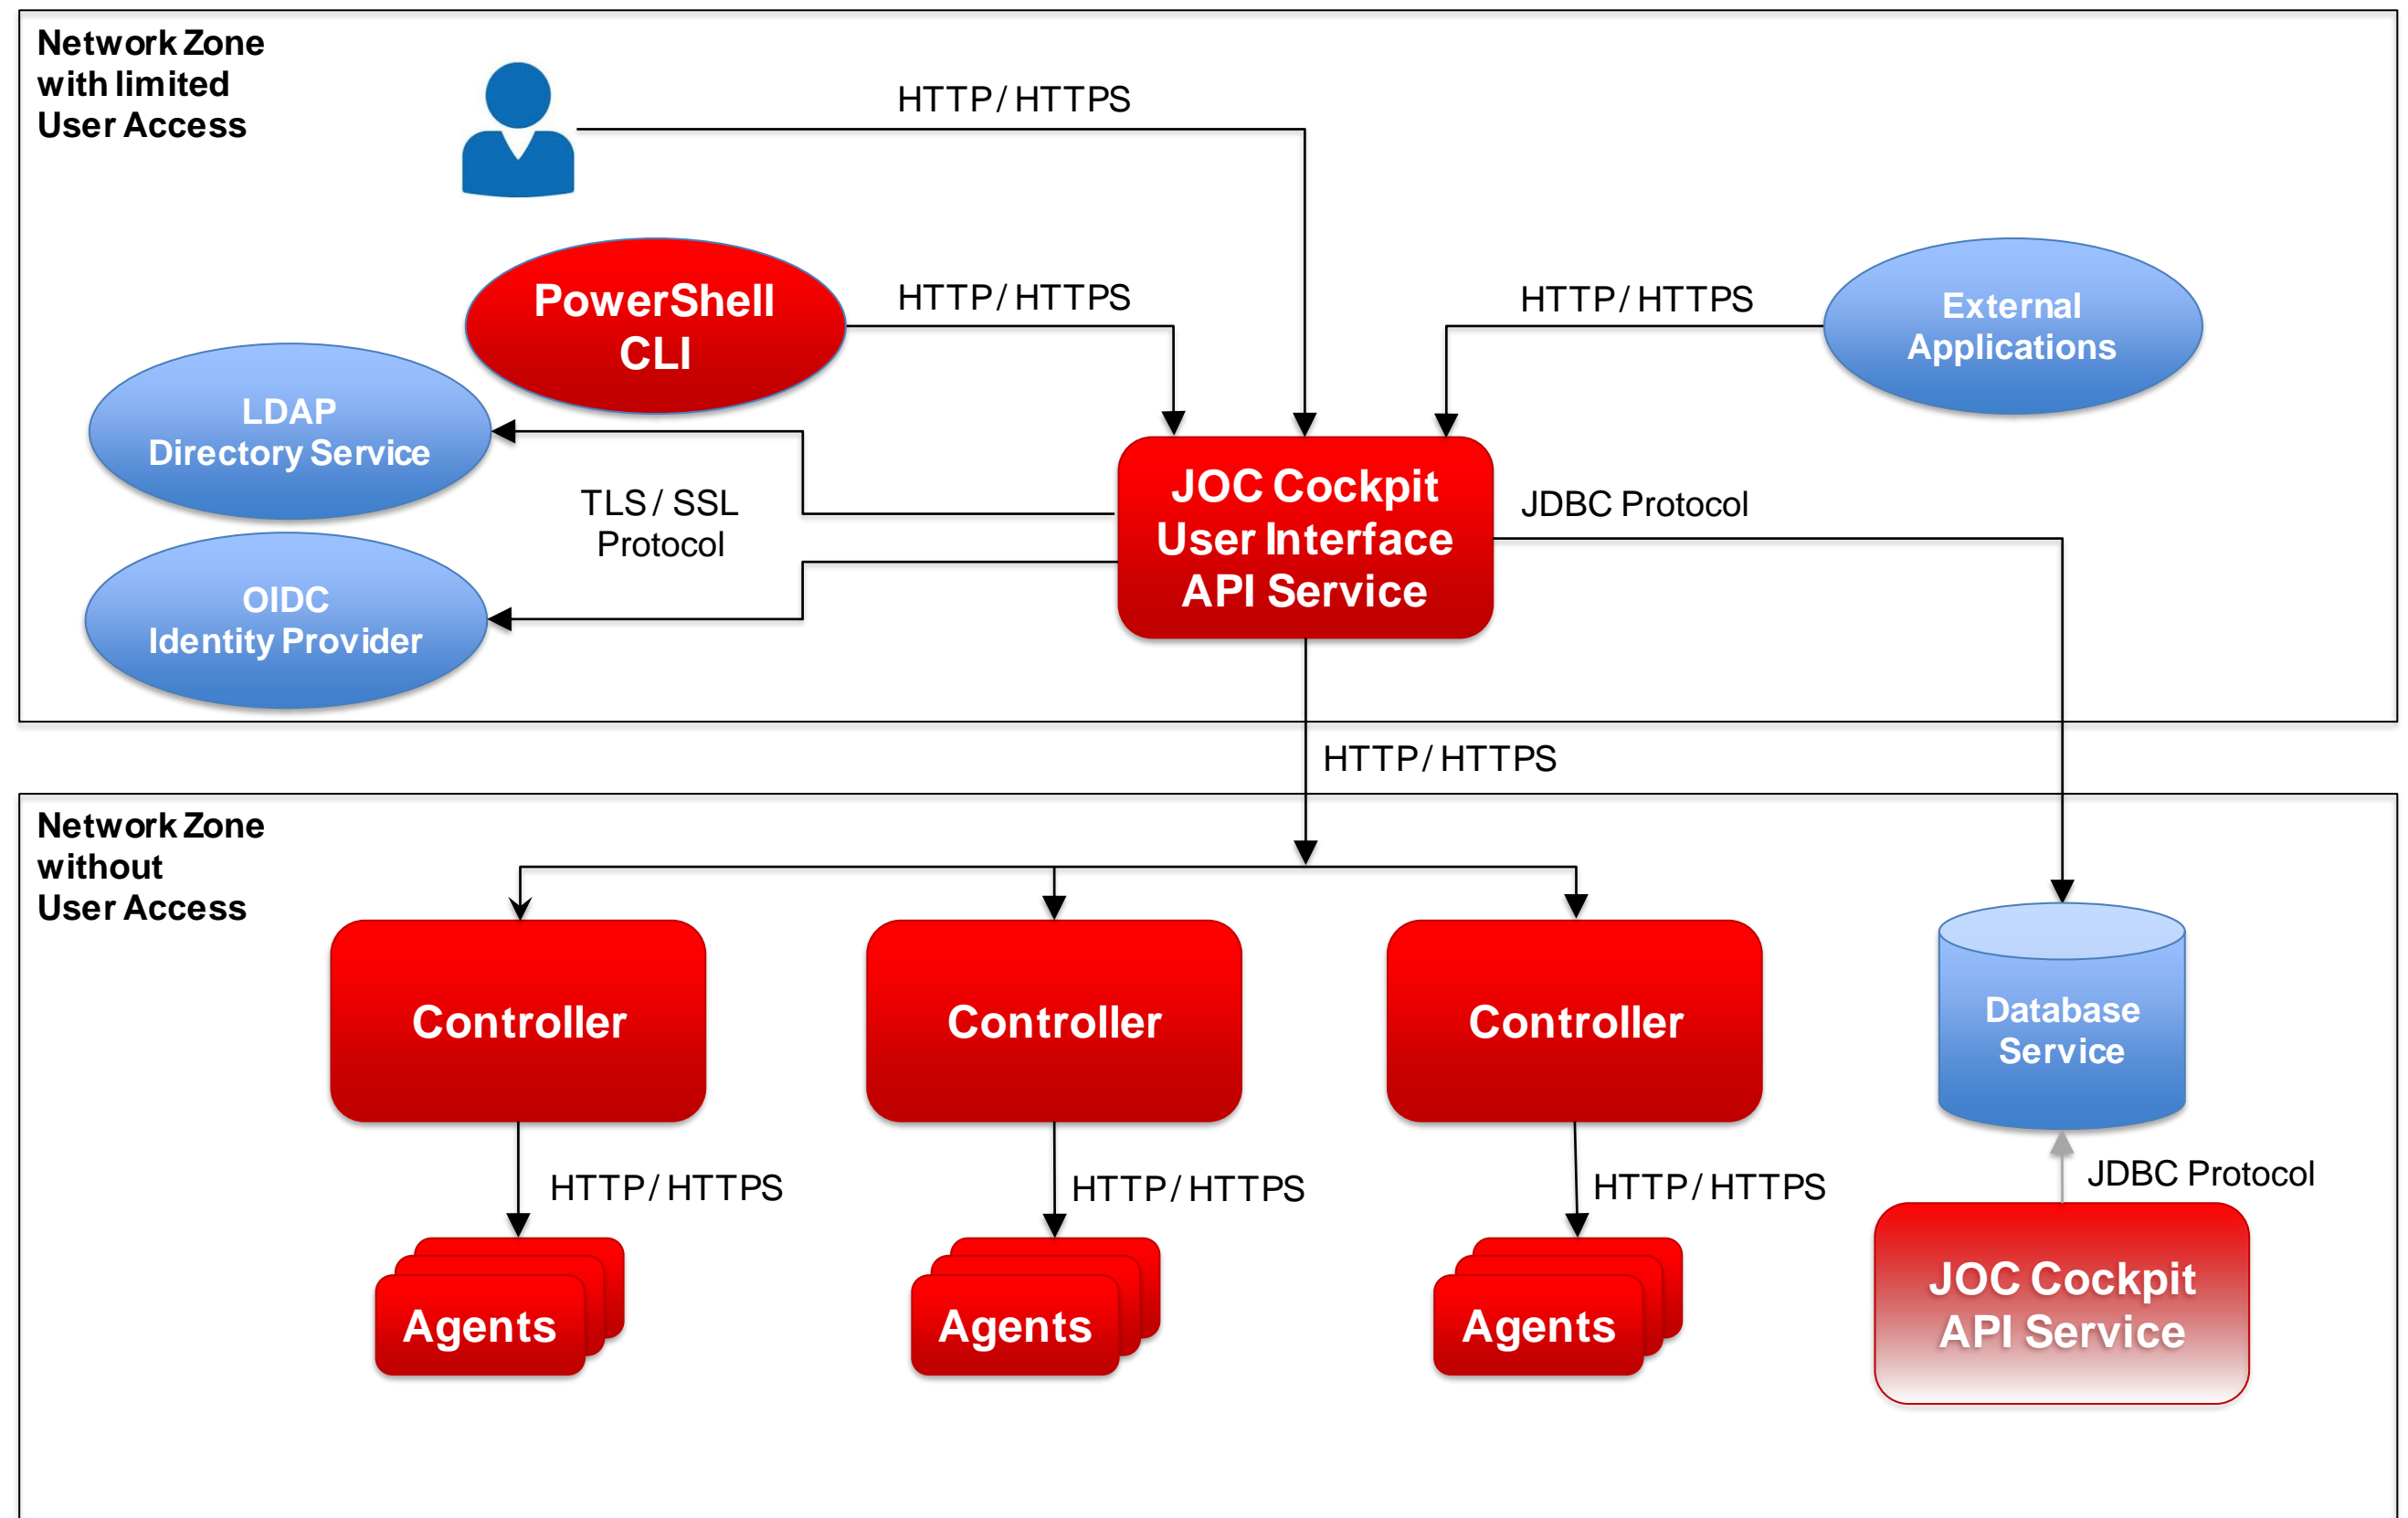 Network Zone
with limited
User Access
HTTP / HTTPS
PowerShell
CLI
HTTP / HTTPS
HTTP / HTTPS
External
Applications
LDAP
Directory Service
TLS / SSL
Protocol
JOC Cockpit
User Interface
API Service
JDBC Protocol
OIDC
Identity Provider
HTTP / HTTPS
Network Zone
without
User Access
Controller
Controller
Controller
Database
Service
HTTP / HTTPS
HTTP / HTTPS
HTTP / HTTPS
JDBC Protocol
Agents
Agents
Agents
JOC Cockpit
API Service